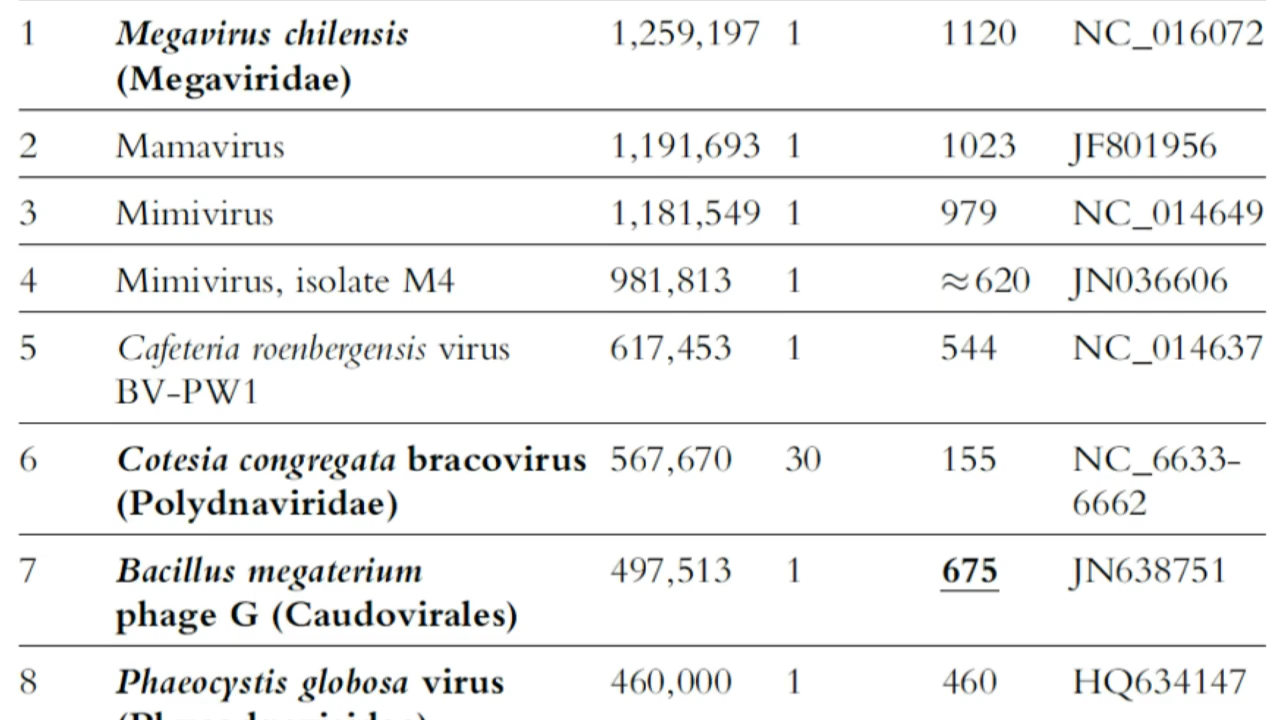 1 Megavirus chilensis 1,259,197 1 1120 NC_016072
(Megaviridae)
2 Mamavirus 1,191,693 1 1023 JF801956
3 Mimivirus 1,181,549 1 979 NC_014649
4 Mimivirus, isolate M4 981,813 1 ≈620 JN036606
5 Cafeteria roenbergensis virus 617,453 1 544 NC_014637
BV-PW1
6 Cotesia congregata bracovirus 567,670 30 155 NC_6633-
(Polydnaviridae) 6662
7 Bacillus megaterium 497,513 1 675 JN638751
phage G (Caudovirales)
8 Phaeocystis globosa virus 460,000 1 460 HQ634147